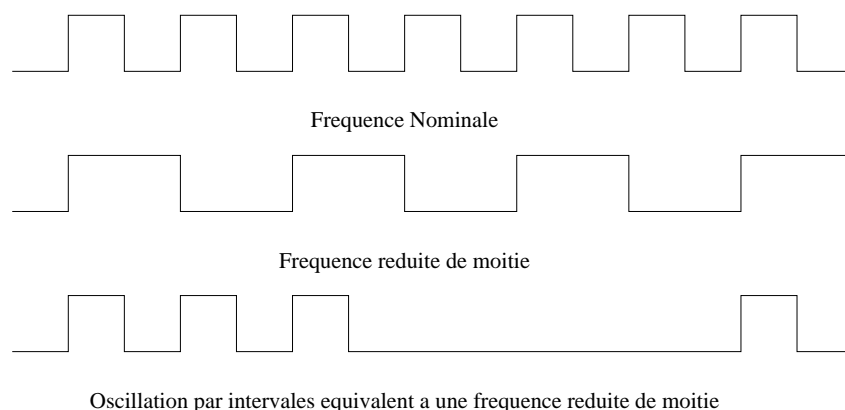 Frequence Nominale
Frequence reduite de moitie
Oscillation par intervales equivalent a une frequence reduite de moitie